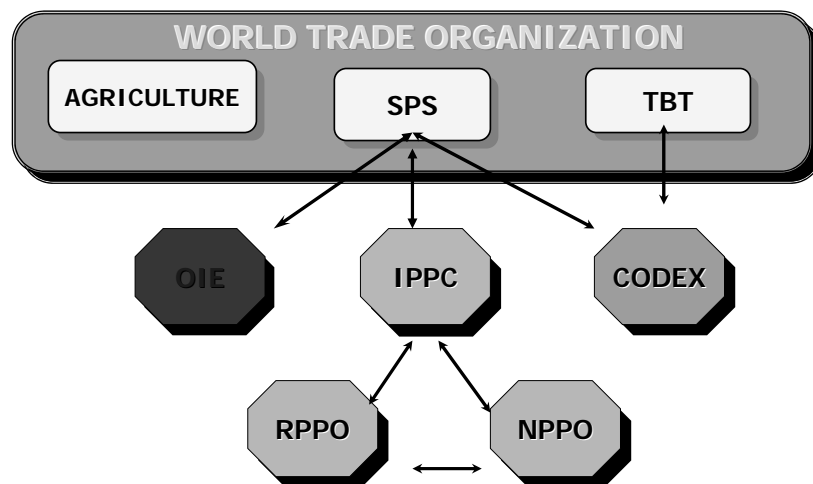 WORLD TRADE ORGANIZATION
AGRICULTURE
SPS
TBT
OIE
IPPC
CODEX
RPPO
NPPO